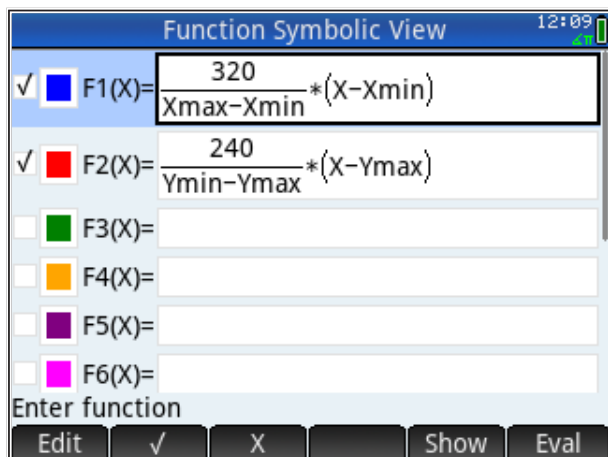 Function Symbolic View 12:09
∡π
√ F1(X)= 320/(Xmax−Xmin)*(X−Xmin)
√ F2(X)= 240/(Ymin−Ymax)*(X−Ymax)
F3(X)=
F4(X)=
F5(X)=
F6(X)=
Enter function
Edit √ X Show Eval